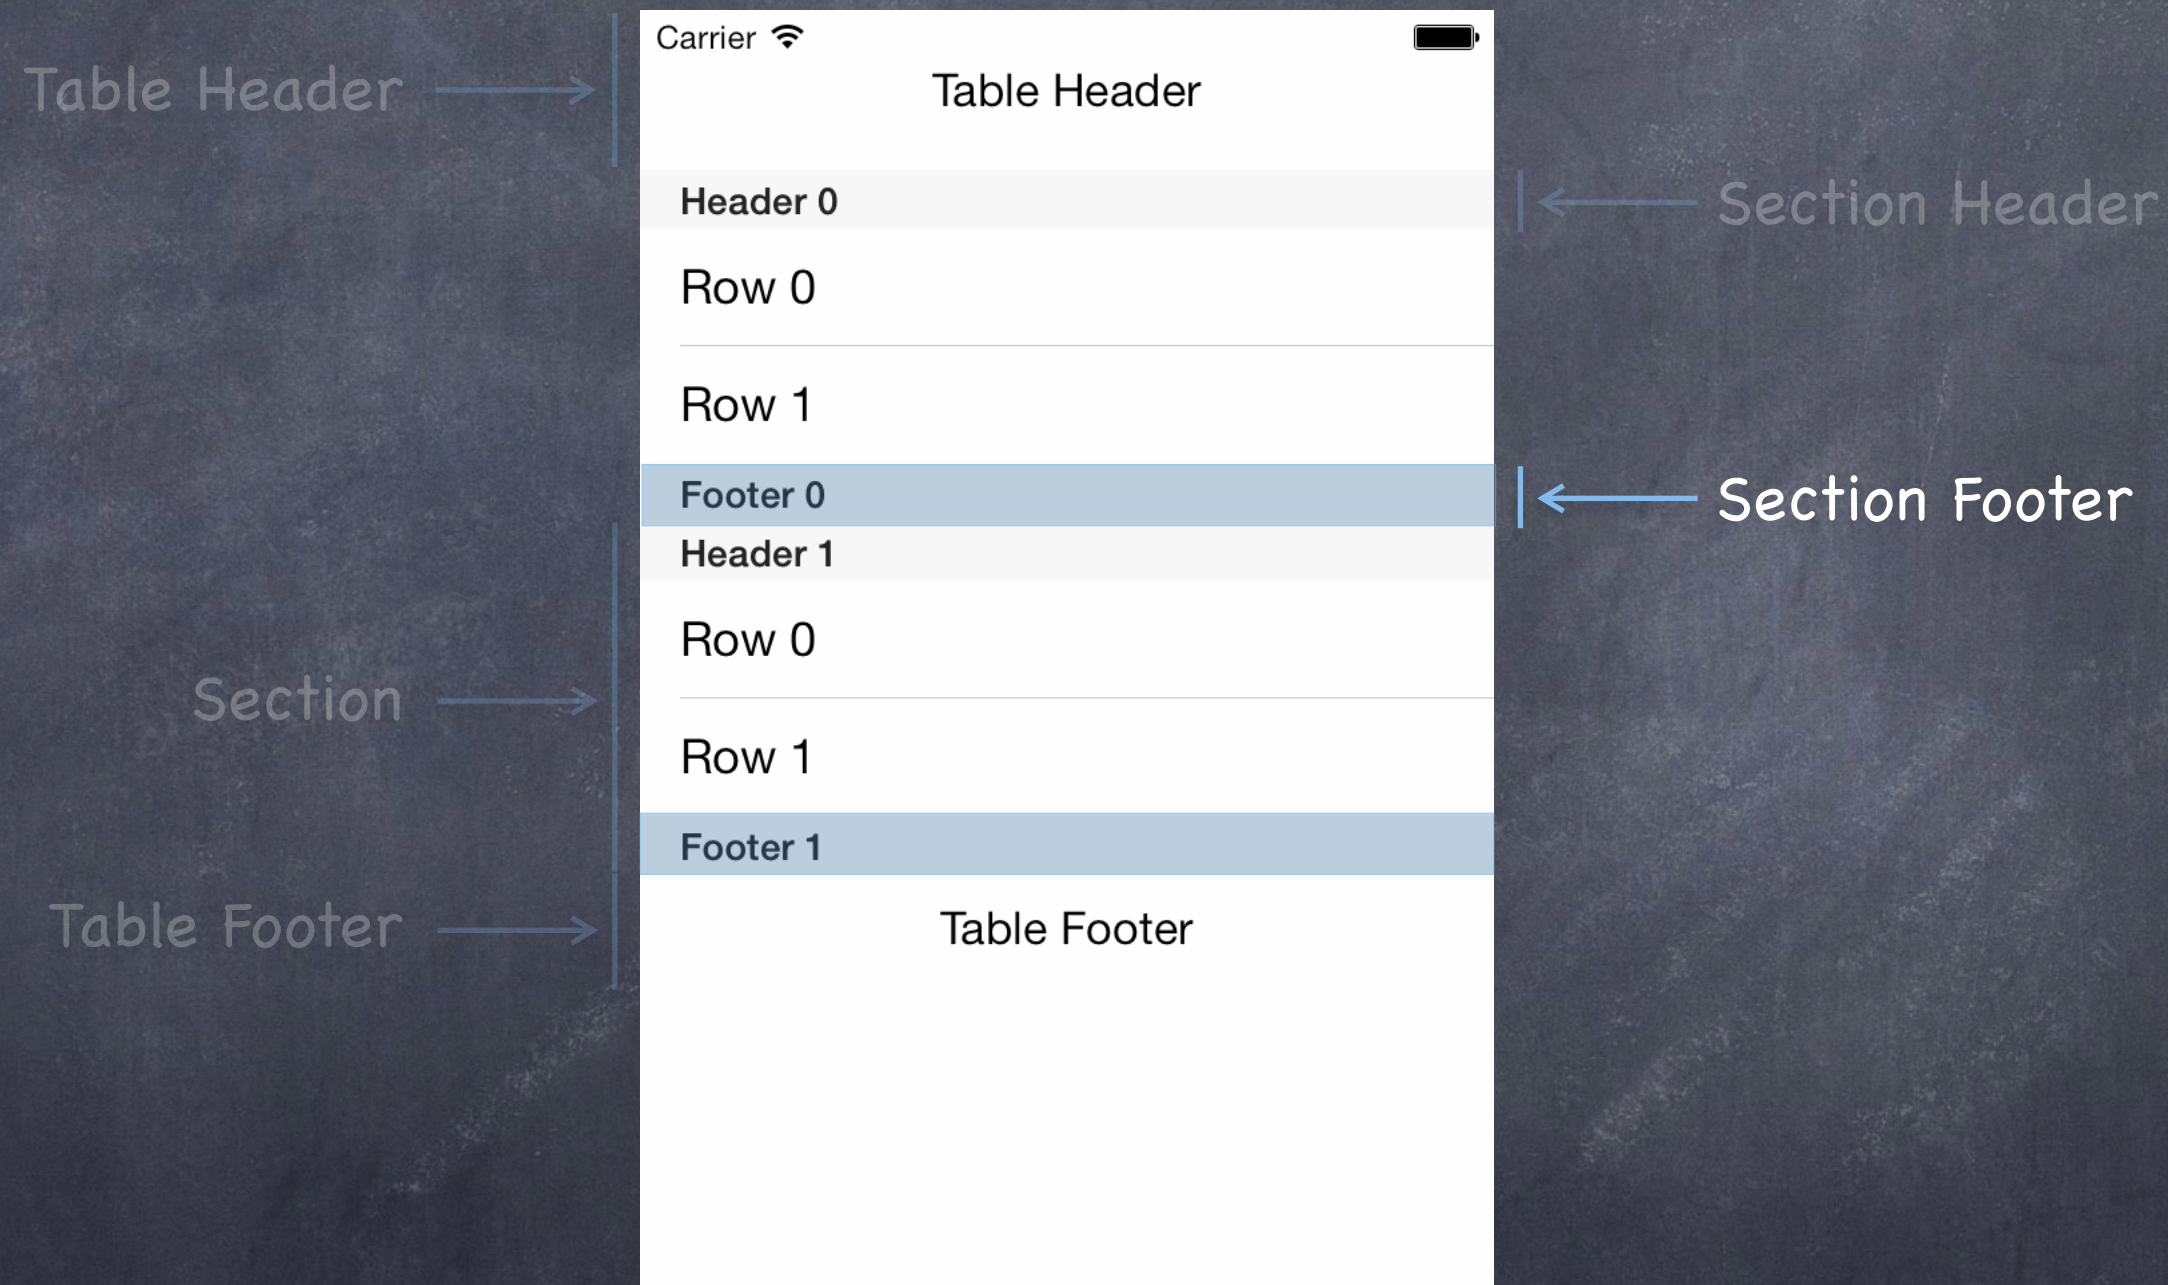 Carrier
Table Header
Table Header
Header 0
Section Header
Row 0
Row 1
Footer 0
Section Footer
Header 1
Row 0
Section
Row 1
Footer 1
Table Footer
Table Footer